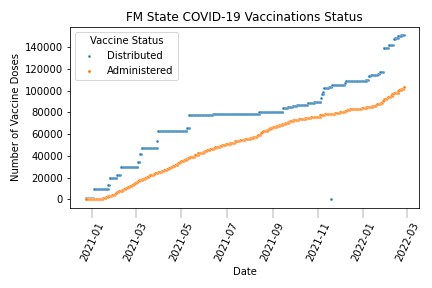 FM State COVID-19 Vaccinations Status
Vaccine Status
Distributed
Administered
Number of Vaccine Doses
140000
120000
100000
80000
60000
40000
20000
0
2021-01
2021-03
2021-05
2021-07
2021-09
2021-11
2022-01
2022-03
Date